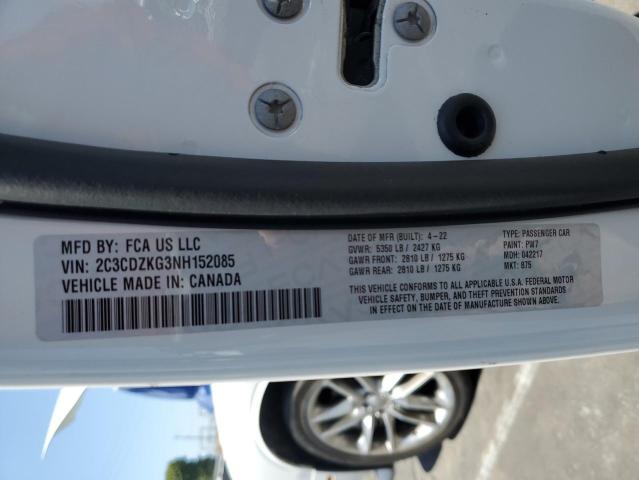 MFD BY: FCA US LLC
VIN: 2C3CDZKG3NH152085
VEHICLE MADE IN: CANADA
DATE OF MFR (BUILT): 4-22
GVWR: 5350 LB / 2427 KG
GAWR FRONT: 2810 LB / 1275 KG
GAWR REAR: 2810 LB / 1275 KG
TYPE: PASSENGER CAR
PAINT: PW7
MDH: 042217
MKT: 875
THIS VEHICLE CONFORMS TO ALL APPLICABLE U.S.A. FEDERAL MOTOR
VEHICLE SAFETY, BUMPER, AND THEFT PREVENTION STANDARDS
IN EFFECT ON THE DATE OF MANUFACTURE SHOWN ABOVE.